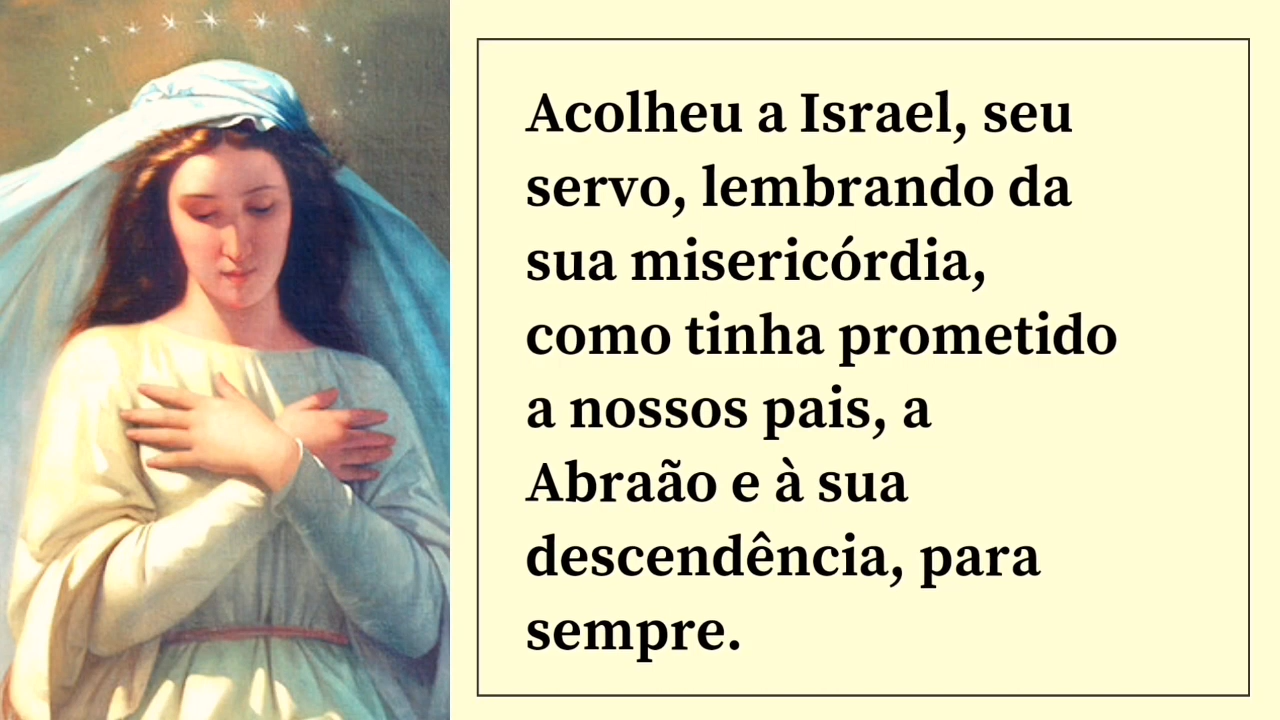 Acolheu a Israel, seu
servo, lembrando da
sua misericórdia,
como tinha prometido
a nossos pais, a
Abraão e à sua
descendência, para
sempre.